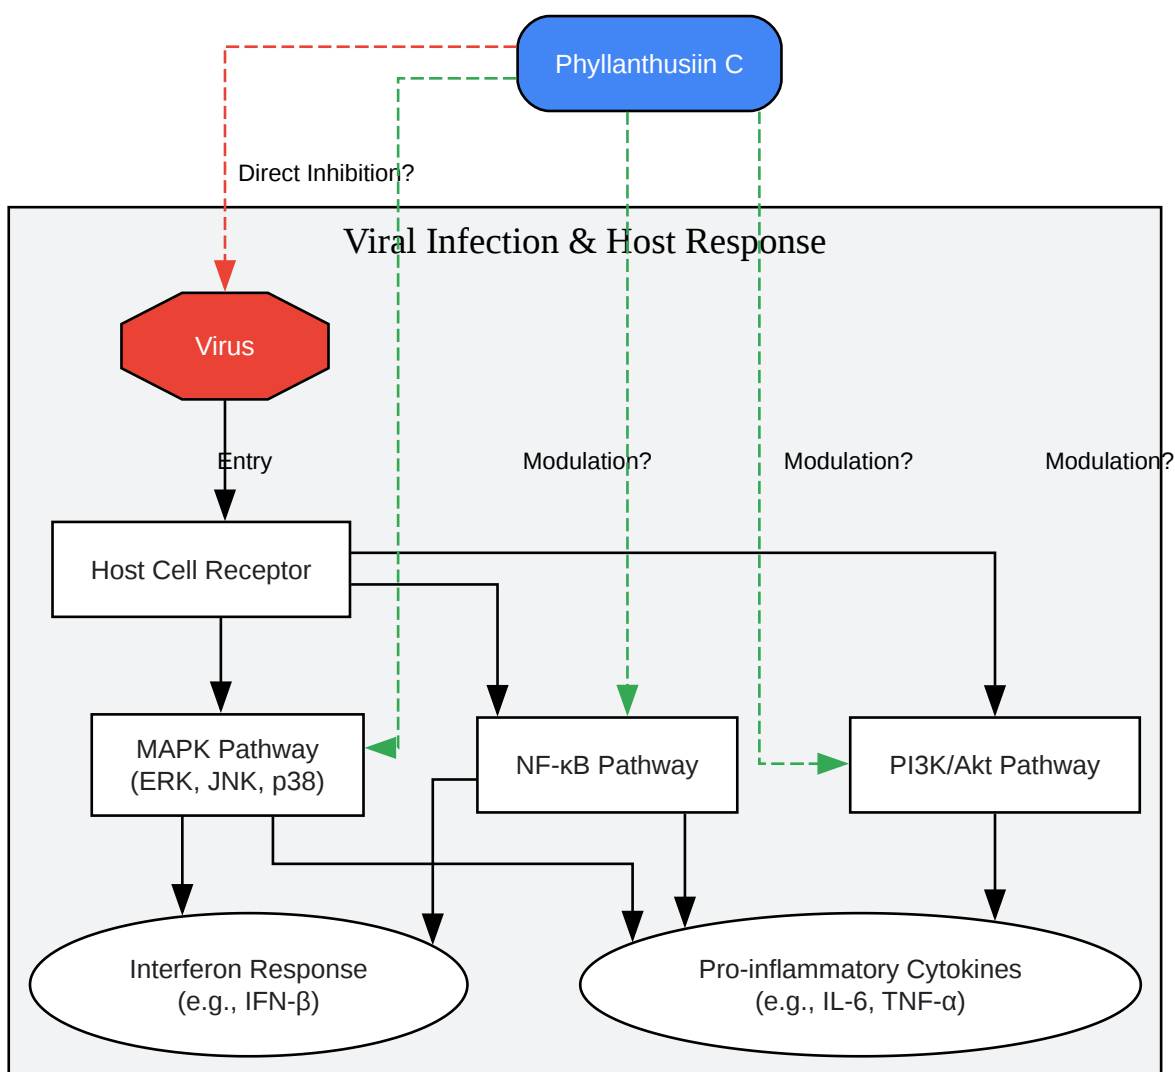 Phyllanthusiin C
Direct Inhibition?
Viral Infection & Host Response
Virus
Entry
Modulation?
Modulation?
Modulation?
Host Cell Receptor
MAPK Pathway
(ERK, JNK, p38)
NF-κB Pathway
PI3K/Akt Pathway
Interferon Response
(e.g., IFN-β)
Pro-inflammatory Cytokines
(e.g., IL-6, TNF-α)